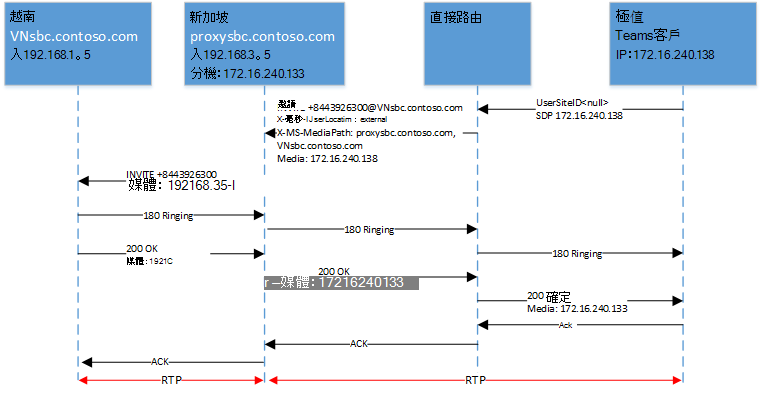 越南
VNsbc.contoso.com
入192.168.1。5
新加坡
proxysbc.contoso.com
入192.168.3。5
分機：172.16.240.133
直接路由
極值
Teams客戶
IP：172.16.240.138
邀請
+8443926300@VNsbc.contoso.com
external
X-MS-MediaPath: proxysbc.contoso.com,
VNsbc.contoso.com
Media: 172.16.240.138
UserSiteID<null>
SDP 172.16.240.138
INVITE +8443926300
媒體：192168.35-I
180 Ringing
180 Ringing
180 Ringing
200 OK
媒體：1921C
200 OK
r —媒體：17216240133
200 確定
Media: 172.16.240.133
Ack
ACK
ACK
RTP
RTP